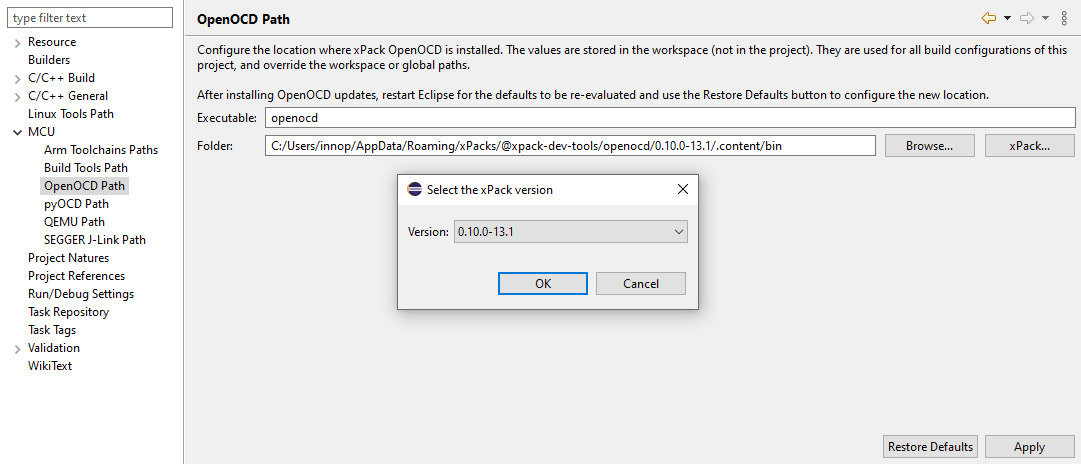 type filter text
Resource
Builders
C/C++ Build
C/C++ General
Linux Tools Path
MCU
Arm Toolchains Paths
Build Tools Path
OpenOCD Path
pyOCD Path
QEMU Path
SEGGER J-Link Path
Project Natures
Project References
Run/Debug Settings
Task Repository
Task Tags
Validation
WikiText
OpenOCD Path
Configure the location where xPack OpenOCD is installed. The values are stored in the workspace (not in the project). They are used for all build configurations of this
project, and override the workspace or global paths.
After installing OpenOCD updates, restart Eclipse for the defaults to be re-evaluated and use the Restore Defaults button to configure the new location.
Executable: openocd
Folder: C:/Users/innop/AppData/Roaming/xPacks/@xpack-dev-tools/openocd/0.10.0-13.1/.content/bin Browse... xPack...
Select the xPack version
Version: 0.10.0-13.1
OK Cancel
Restore Defaults Apply